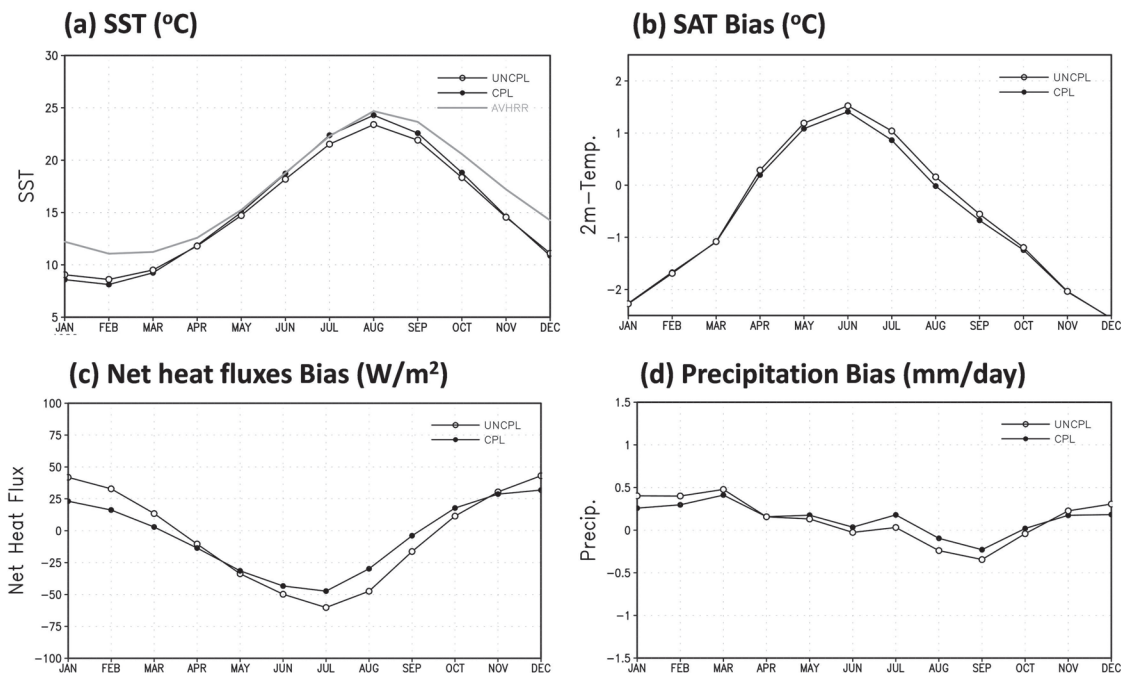 (a) SST (ºC)
30
25
20
15
10
5
SST
UNCPL
CPL
AVHRR
JAN FEB MAR APR MAY JUN JUL AUG SEP OCT NOV DEC
(b) SAT Bias (ºC)
2
1
0
−1
−2
2m−Temp.
UNCPL
CPL
JAN FEB MAR APR MAY JUN JUL AUG SEP OCT NOV DEC
(c) Net heat fluxes Bias (W/m²)
100
75
50
25
0
−25
−50
−75
−100
Net Heat Flux
UNCPL
CPL
JAN FEB MAR APR MAY JUN JUL AUG SEP OCT NOV DEC
(d) Precipitation Bias (mm/day)
1.5
1
0.5
0
−0.5
−1
−1.5
Precip.
UNCPL
CPL
JAN FEB MAR APR MAY JUN JUL AUG SEP OCT NOV DEC